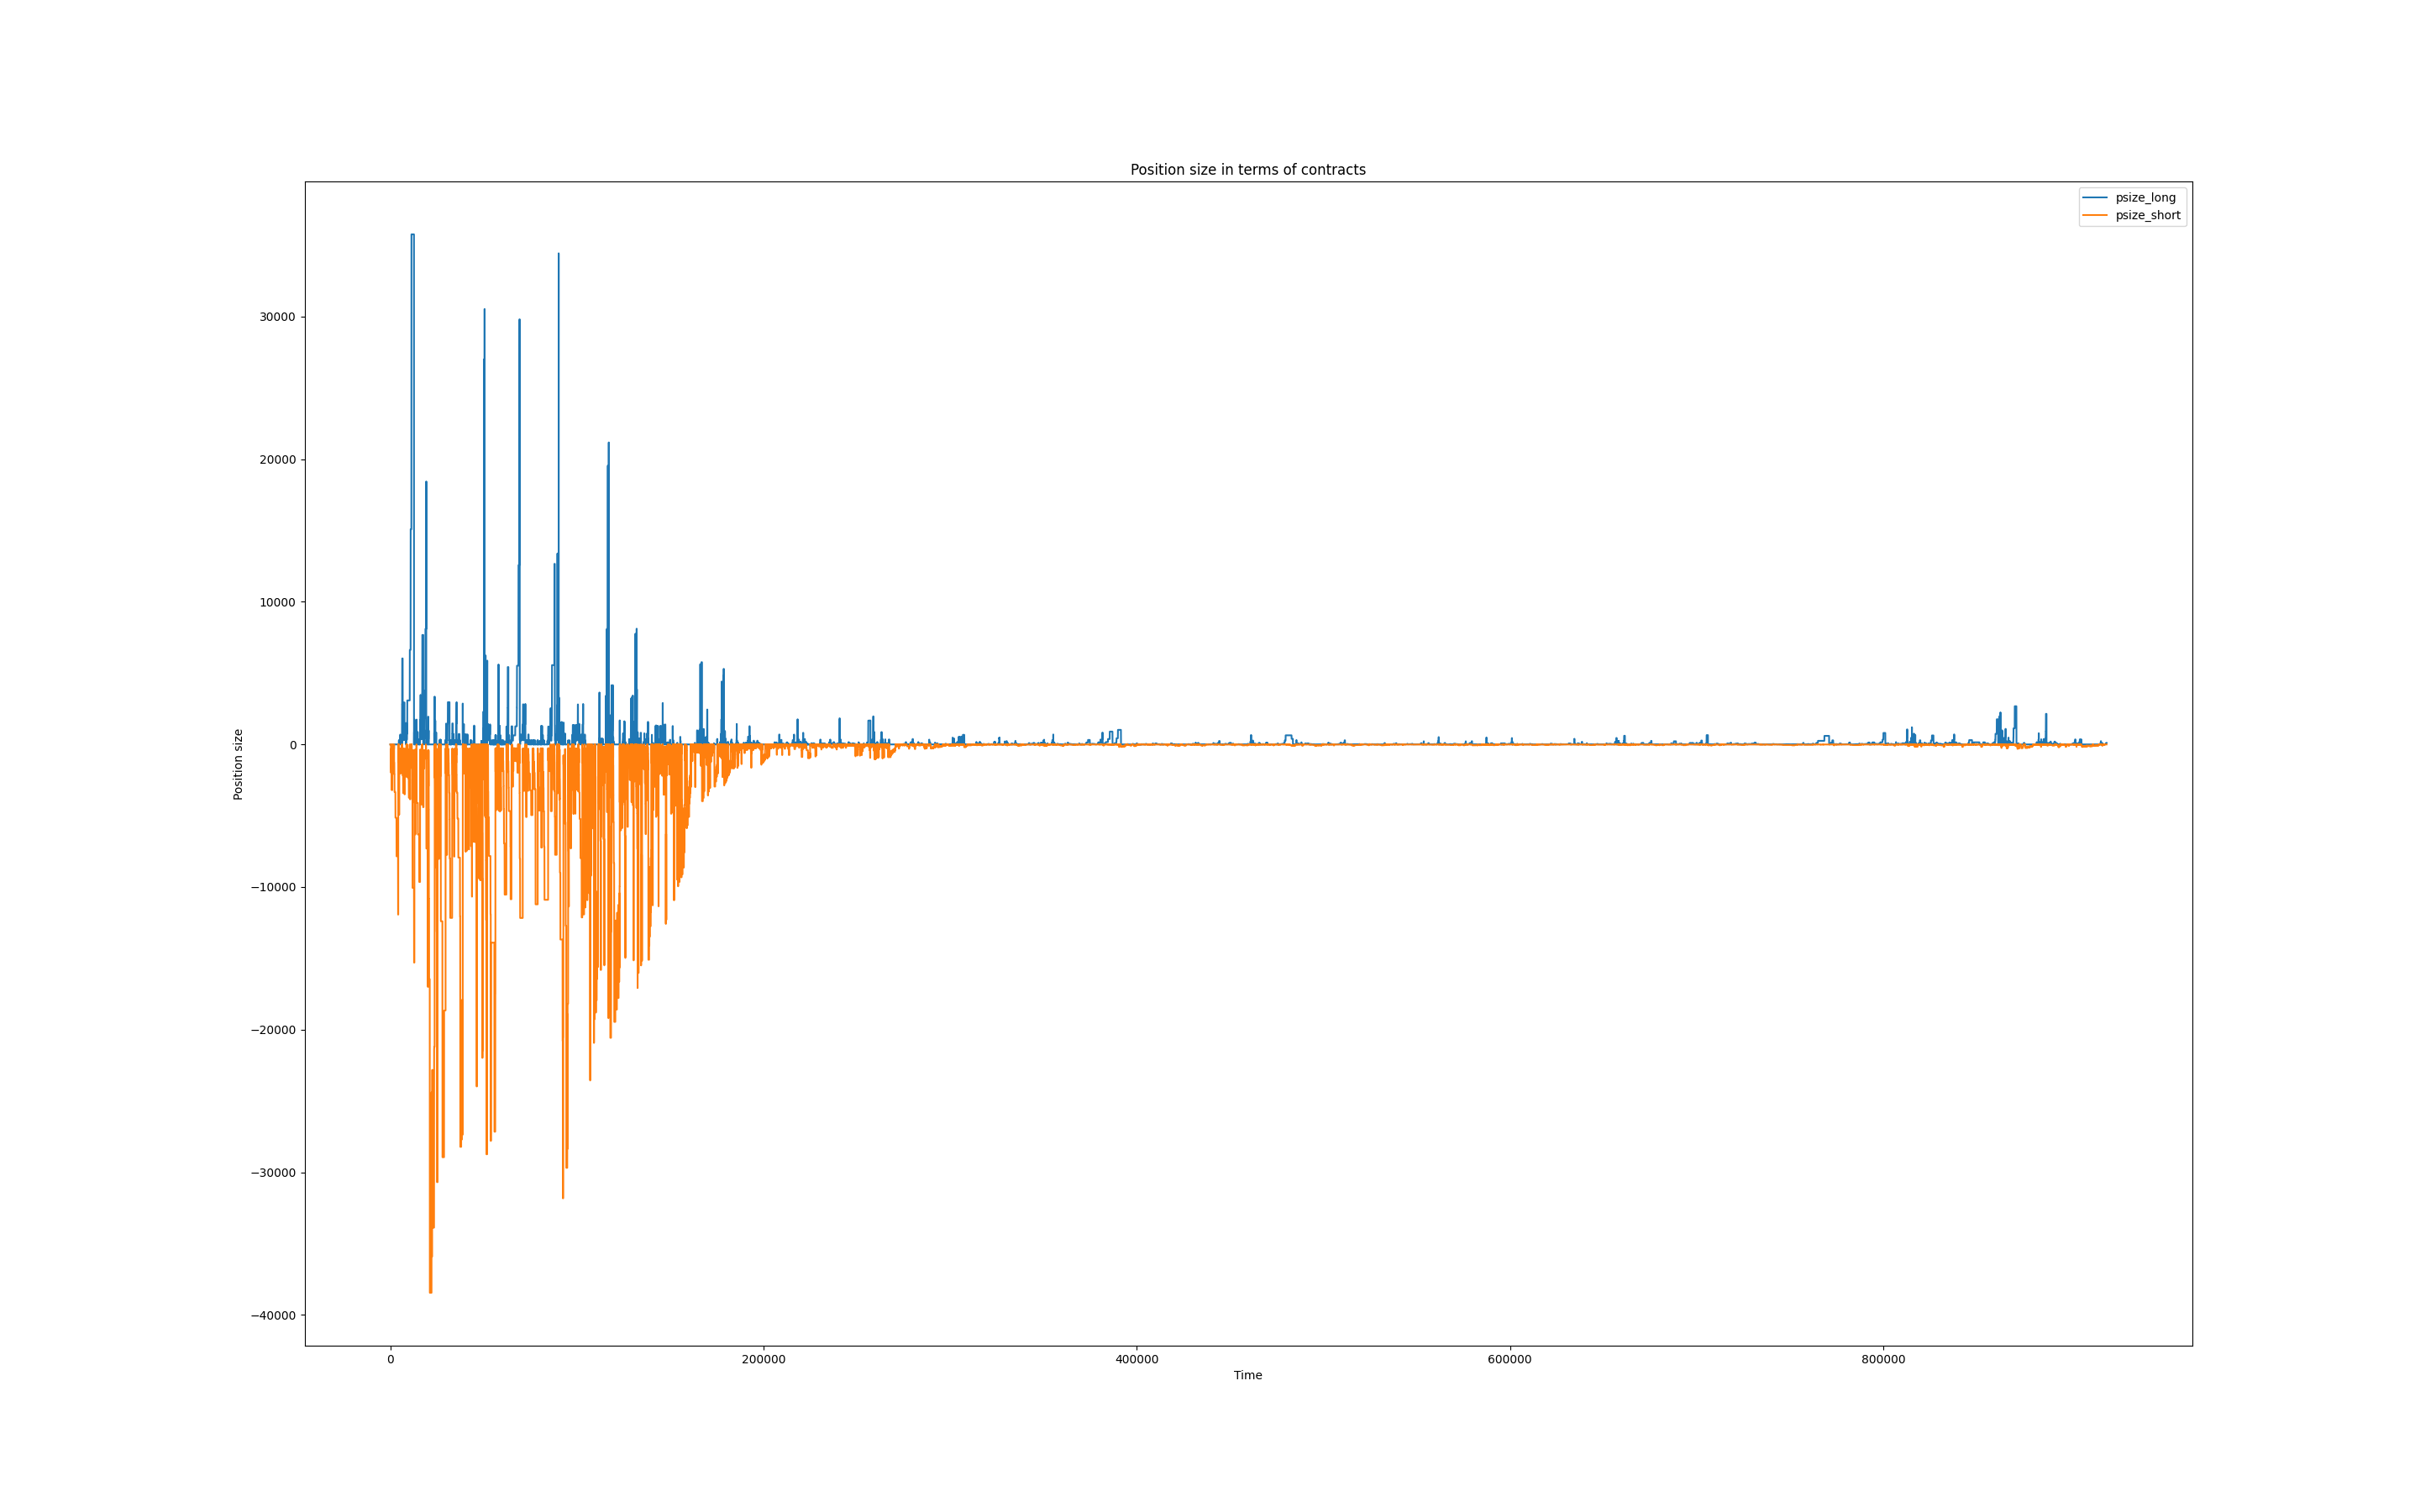 Position size in terms of contracts
psize_long
psize_short
30000
20000
10000
0
−10000
−20000
−30000
−40000
Position size
0
200000
400000
600000
800000
Time